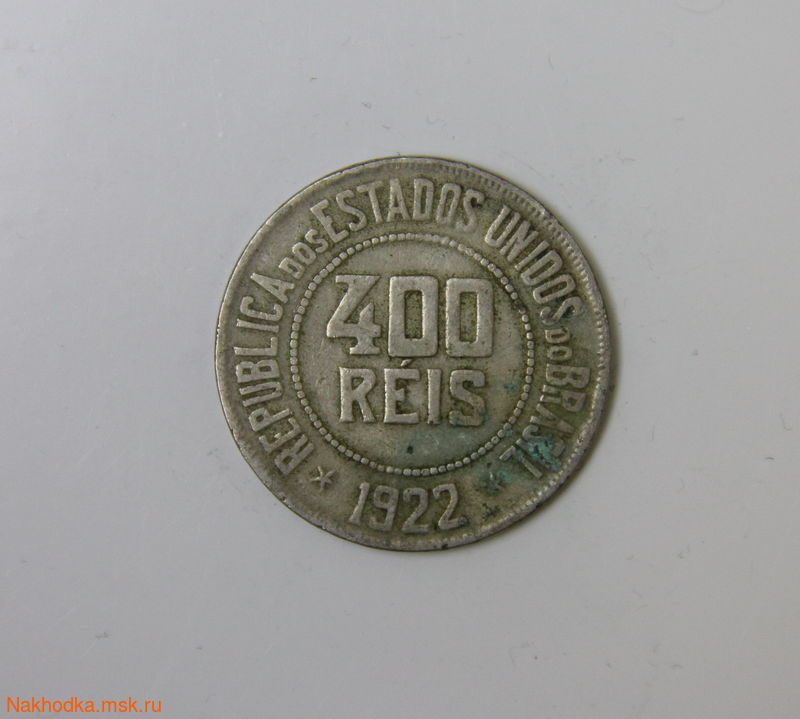 REPUBLICA DOS ESTADOS UNIDOS DO BRASIL
400
RÉIS
* 1922 *
Nakhodka.msk.ru